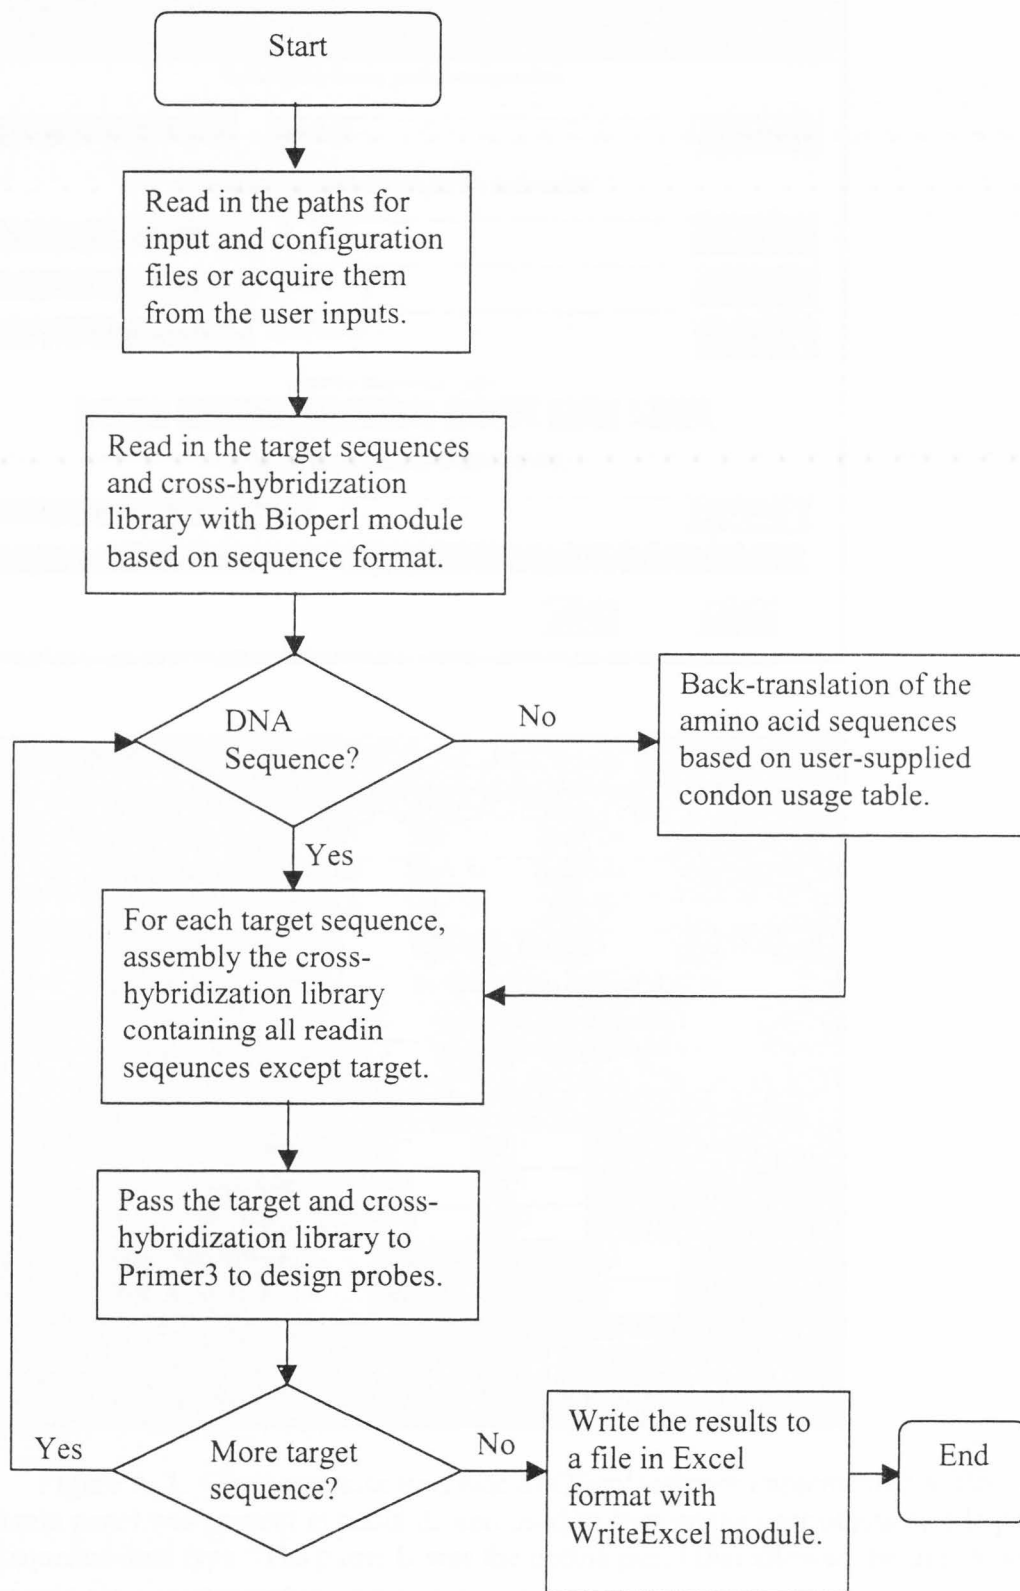 Start
Read in the paths for
input and configuration
files or acquire them
from the user inputs.
Read in the target sequences
and cross-hybridization
library with Bioperl module
based on sequence format.
DNA
Sequence?
No
Back-translation of the
amino acid sequences
based on user-supplied
condon usage table.
Yes
For each target sequence,
assembly the cross-
hybridization library
containing all readin
seqeunces except target.
Pass the target and cross-
hybridization library to
Primer3 to design probes.
More target
sequence?
Yes
No
Write the results to
a file in Excel
format with
WriteExcel module.
End